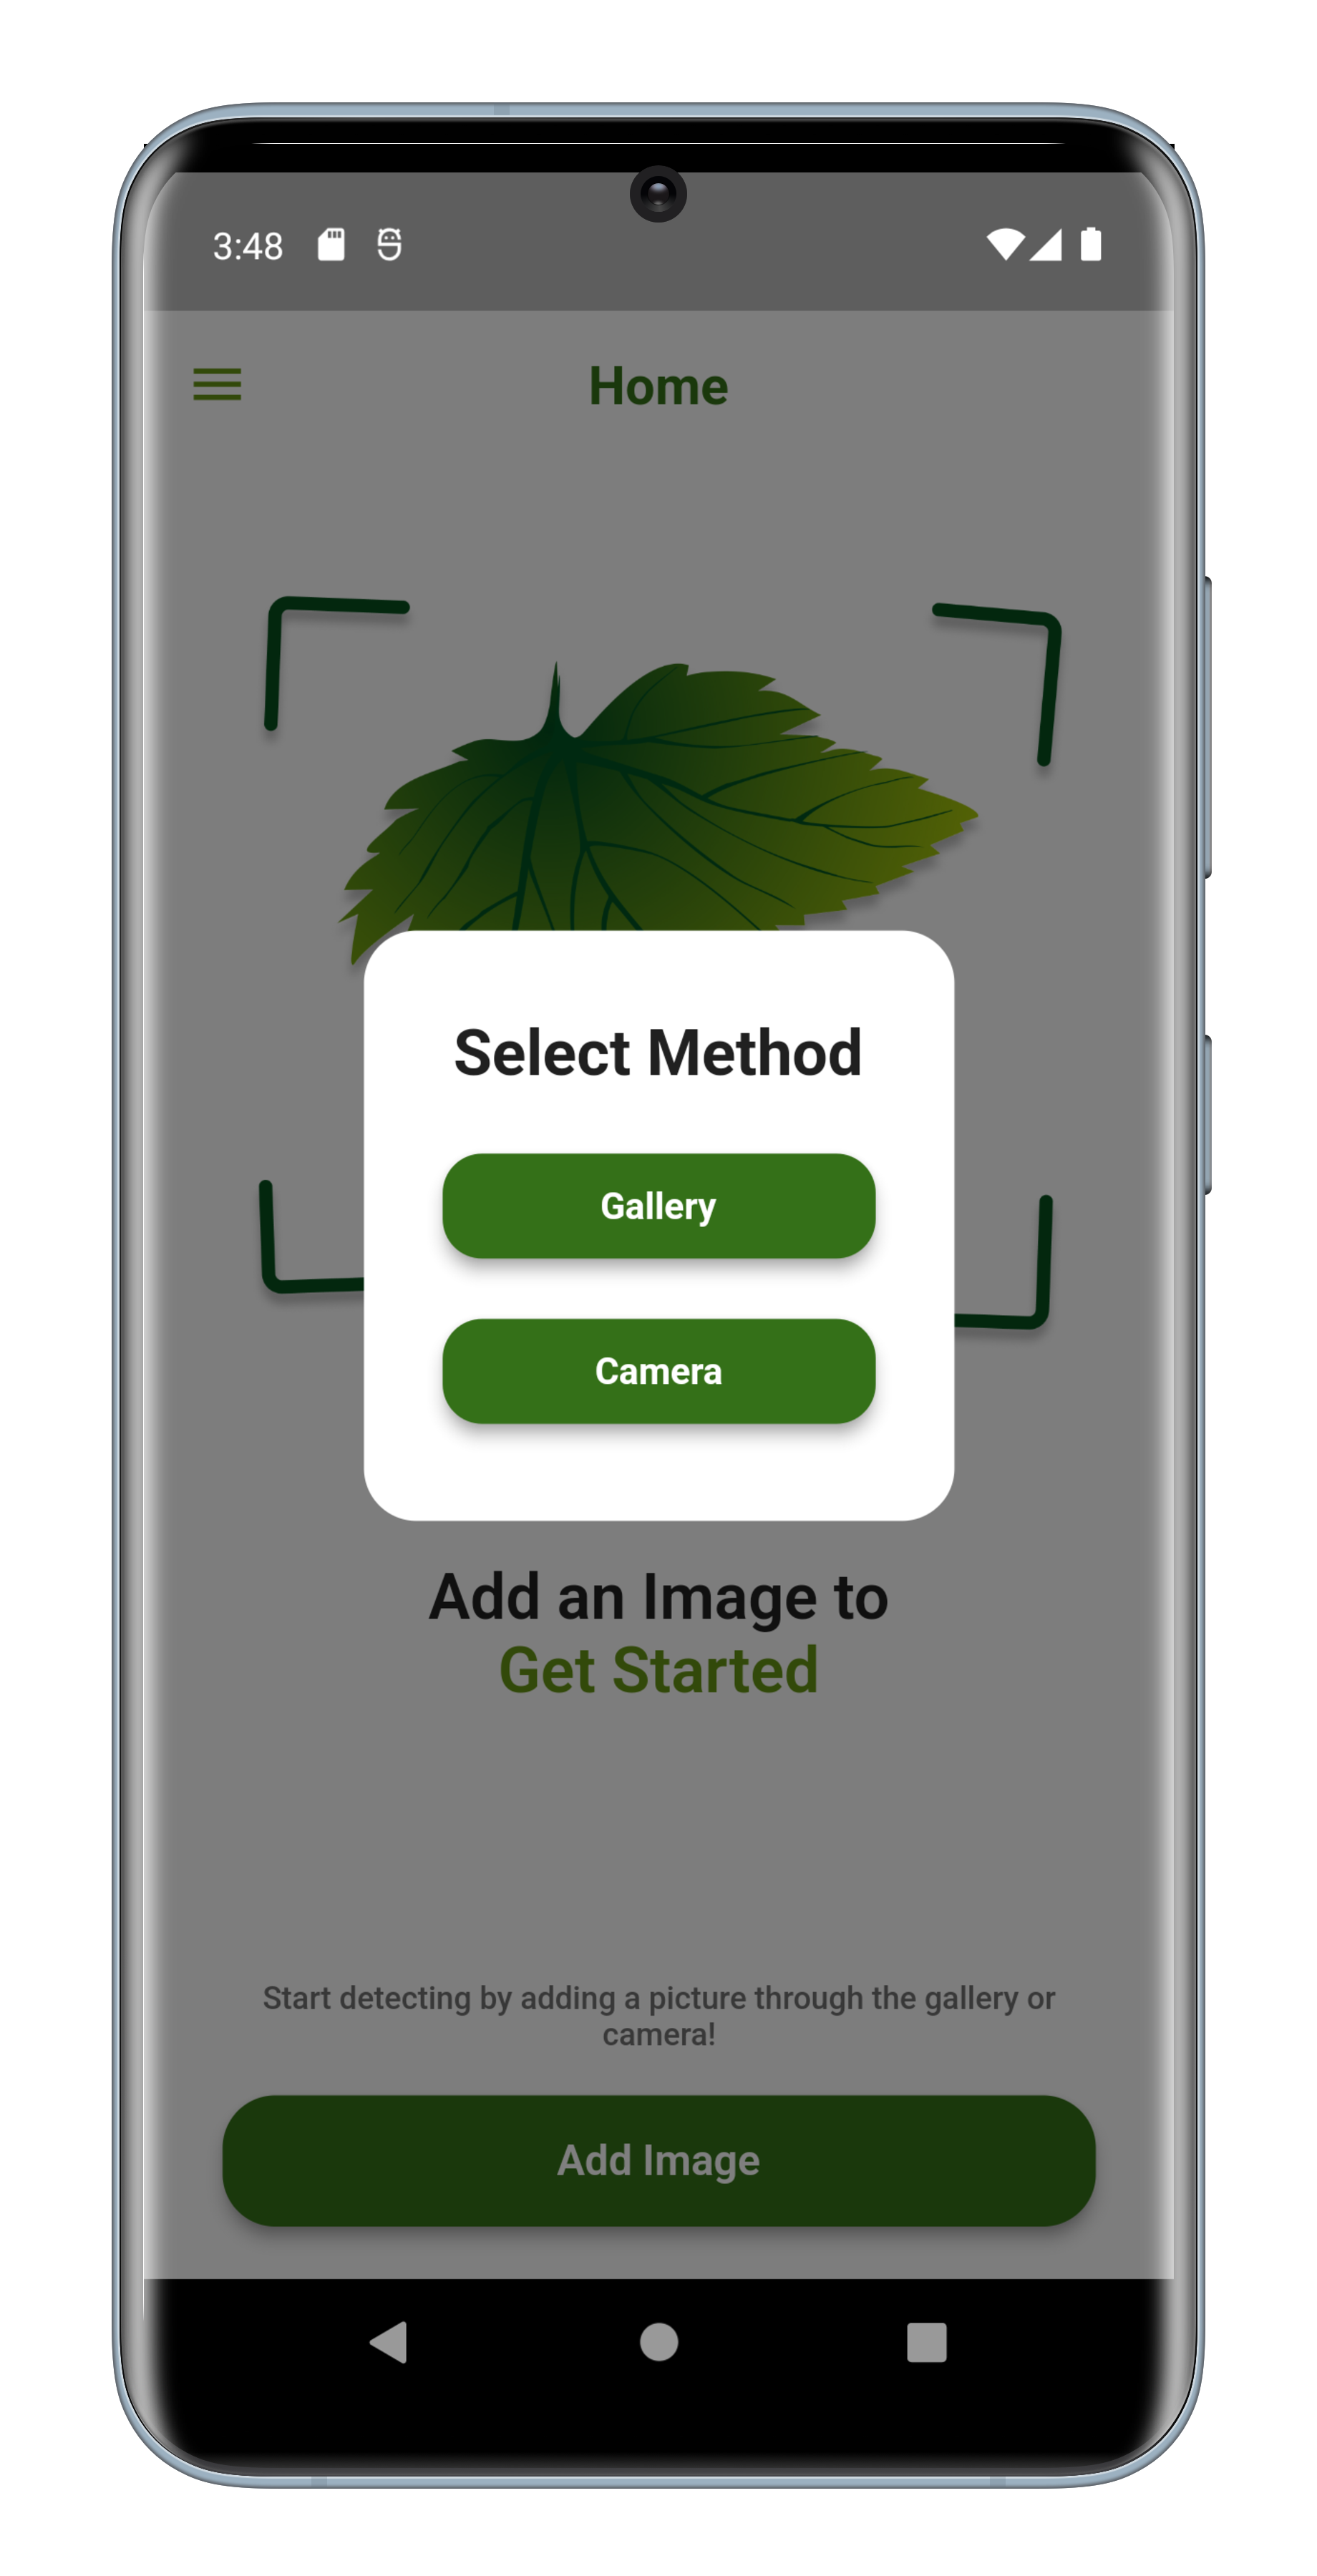 3:48
Home
Select Method
Gallery
Camera
Add an Image to
Get Started
Start detecting by adding a picture through the gallery or
camera!
Add Image